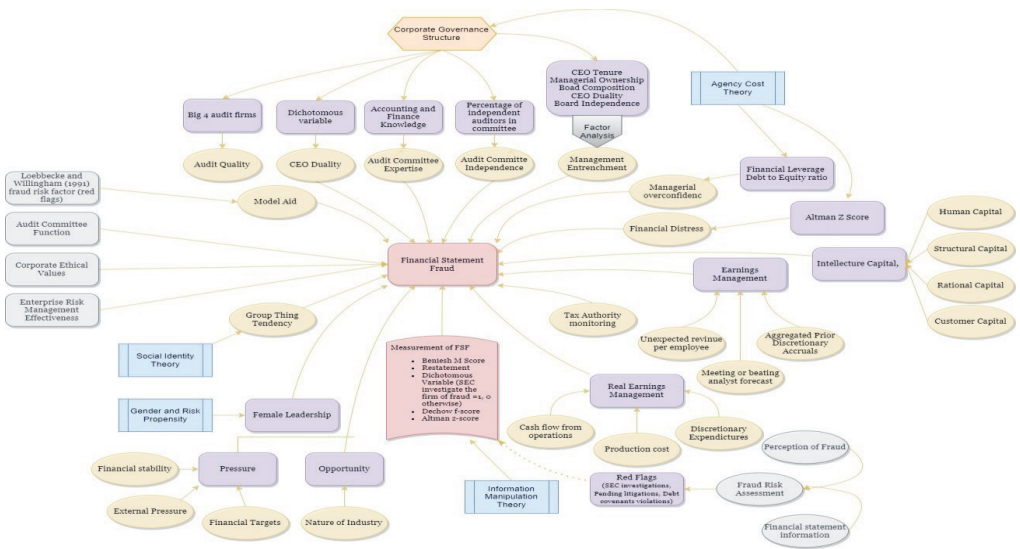 Corporate Governance
Structure
CEO Tenure
Managerial Ownership
Boad Composition
CEO Duality
Board Independence
Agency Cost
Theory
Big 4 audit firms
Dichotomous
variable
Accounting and
Finance
Knowledge
Percentage of
independent
auditors in
committee
Factor
Analysis
Audit Quality
CEO Duality
Audit Committee
Expertise
Audit Committe
Independence
Management
Entrenchment
Financial Leverage
Debt to Equity ratio
Loebbecke and
Willingham (1991)
fraud risk factor (red
flags)
Model Aid
Managerial
overconfidenc
Altman Z Score
Human Capital
Audit Committee
Function
Financial Distress
Structural Capital
Corporate Ethical
Values
Financial Statement
Fraud
Earnings
Management
Intellecture Capital,
Rational Capital
Enterprise Risk
Management
Effectiveness
Group Thing
Tendency
Tax Authority
monitoring
Customer Capital
Unexpected revinue
per employee
Aggregated Prior
Discretionary
Accruals
Social Identity
Theory
Measurement of FSF
• Beniesh M Score
• Restatement
• Dichotomous
Variable (SEC
investigate the
firm of fraud =1, 0
otherwise)
• Dechow f-score
• Altman z-score
Meeting or beating
analyst forecast
Real Earnings
Management
Gender and Risk
Propensity
Female Leadership
Cash flow from
operations
Production cost
Discretionary
Expendictures
Perception of Fraud
Financial stability
Pressure
Opportunity
Red Flags
(SEC investigations,
Pending litigations, Debt
covenants violations)
Fraud Risk
Assessment
Information
Manipulation
Theory
External Pressure
Financial Targets
Nature of Industry
Financial statement
information